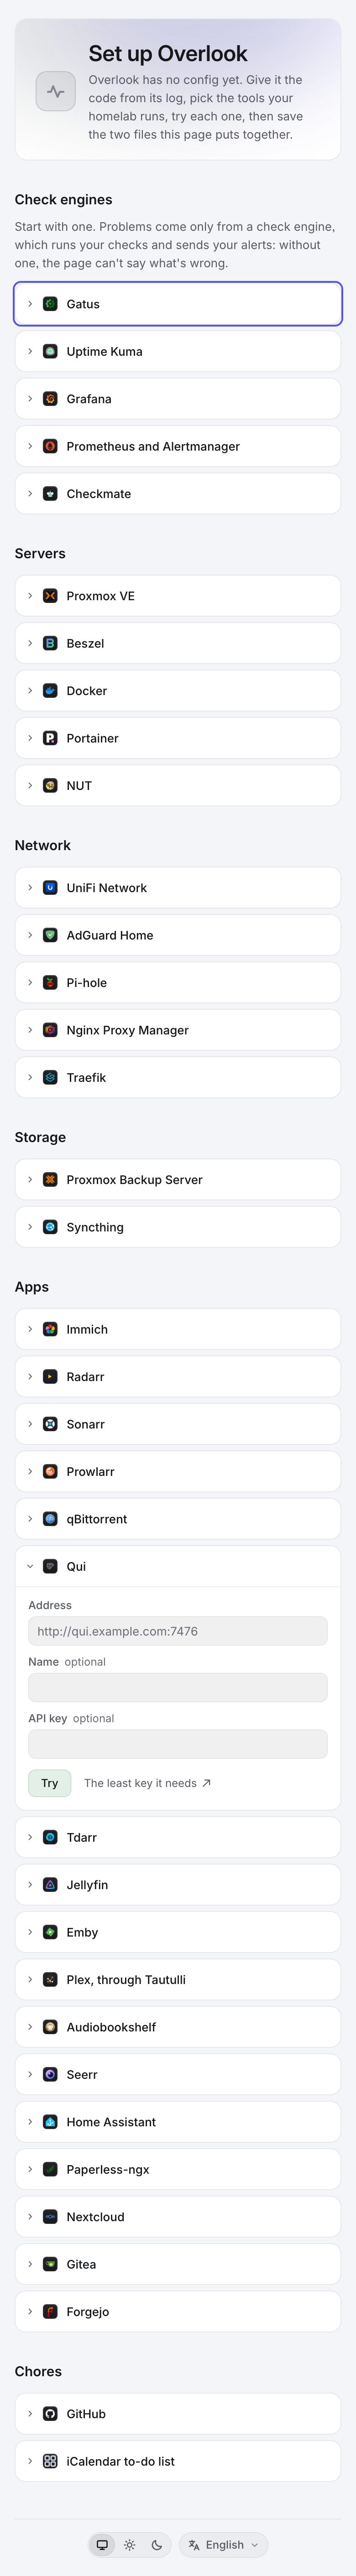 Set up Overlook
Overlook has no config yet. Give it the
code from its log, pick the tools your
homelab runs, try each one, then save
the two files this page puts together.
Check engines
Start with one. Problems come only from a check engine,
which runs your checks and sends your alerts: without
one, the page can't say what's wrong.
Gatus
Uptime Kuma
Grafana
Prometheus and Alertmanager
Checkmate
Servers
Proxmox VE
Beszel
Docker
Portainer
NUT
Network
UniFi Network
AdGuard Home
Pi-hole
Nginx Proxy Manager
Traefik
Storage
Proxmox Backup Server
Syncthing
Apps
Immich
Radarr
Sonarr
Prowlarr
qBittorrent
Qui
Address
http://qui.example.com:7476
Name optional
API key optional
Try The least key it needs ↗
Tdarr
Jellyfin
Emby
Plex, through Tautulli
Audiobookshelf
Seerr
Home Assistant
Paperless-ngx
Nextcloud
Gitea
Forgejo
Chores
GitHub
iCalendar to-do list
English